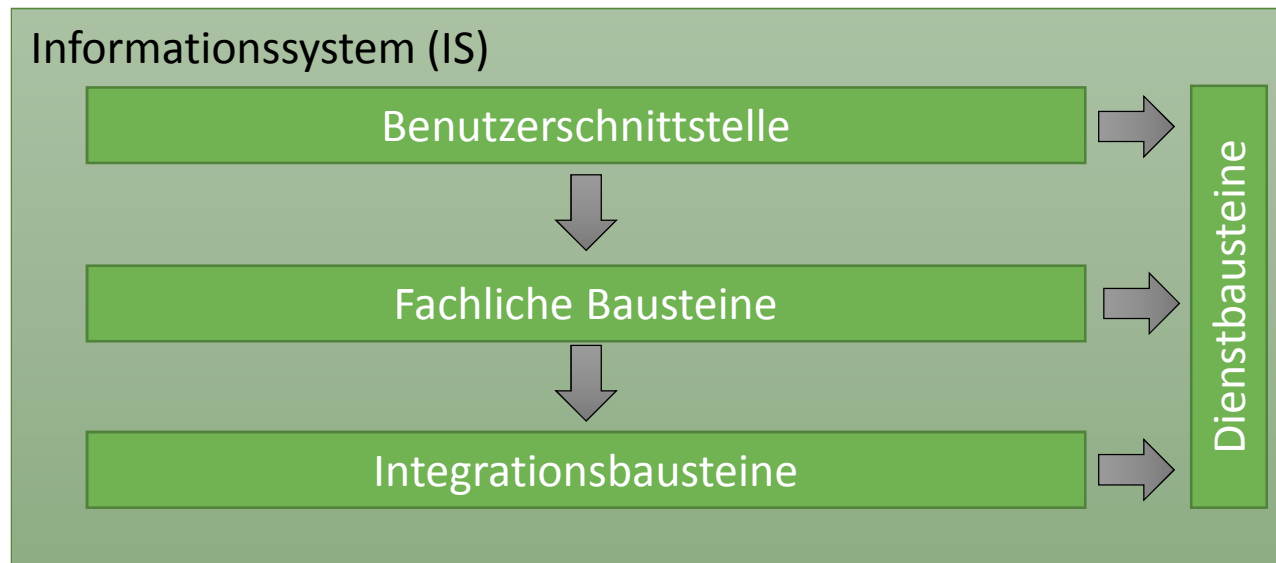 Informationssystem (IS)
Benutzerschnittstelle
Fachliche Bausteine
Integrationsbausteine
Dienstbausteine